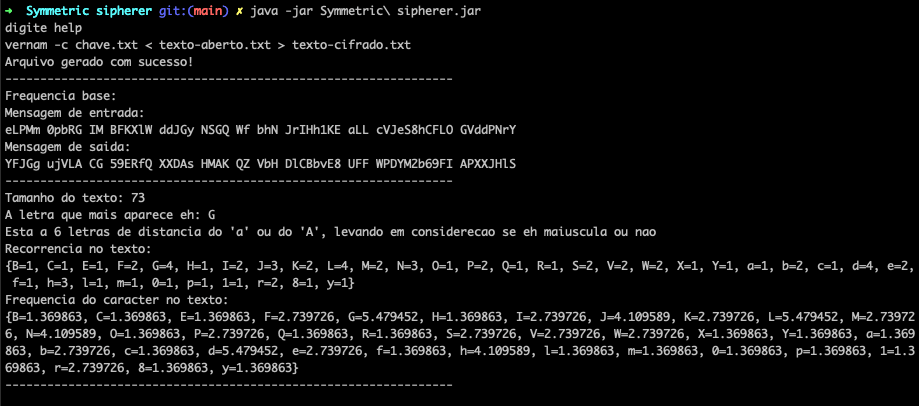 → Symmetric sipherer git:(main) ✗ java -jar Symmetric\ sipherer.jar
digite help
vernam -c chave.txt < texto-aberto.txt > texto-cifrado.txt
Arquivo gerado com sucesso!
-----------------------------------------------------------------
Frequencia base:
Mensagem de entrada:
eLPMm 0pbRG IM BFKXlW ddJGy NSGQ Wf bhN JrIHh1KE aLL cVJeS8hCFLO GVddPNrY
Mensagem de saida:
YFJGg ujVLA CG 59ERfQ XXDAs HMAK QZ VbH DlCBbvE8 UFF WPDYM2b69FI APXXJHlS
-----------------------------------------------------------------
Tamanho do texto: 73
A letra que mais aparece eh: G
Esta a 6 letras de distancia do 'a' ou do 'A', levando em considerecao se eh maiuscula ou nao
Recorrencia no texto:
{B=1, C=1, E=1, F=2, G=4, H=1, I=2, J=3, K=2, L=4, M=2, N=3, O=1, P=2, Q=1, R=1, S=2, V=2, W=2, X=1, Y=1, a=1, b=2, c=1, d=4, e=2,
f=1, h=3, l=1, m=1, 0=1, p=1, 1=1, r=2, 8=1, y=1}
Frequencia do caracter no texto:
{B=1.369863, C=1.369863, E=1.369863, F=2.739726, G=5.479452, H=1.369863, I=2.739726, J=4.109589, K=2.739726, L=5.479452, M=2.73972
6, N=4.109589, O=1.369863, P=2.739726, Q=1.369863, R=1.369863, S=2.739726, V=2.739726, W=2.739726, X=1.369863, Y=1.369863, a=1.369
863, b=2.739726, c=1.369863, d=5.479452, e=2.739726, f=1.369863, h=4.109589, l=1.369863, m=1.369863, 0=1.369863, p=1.369863, 1=1.3
69863, r=2.739726, 8=1.369863, y=1.369863}
-----------------------------------------------------------------